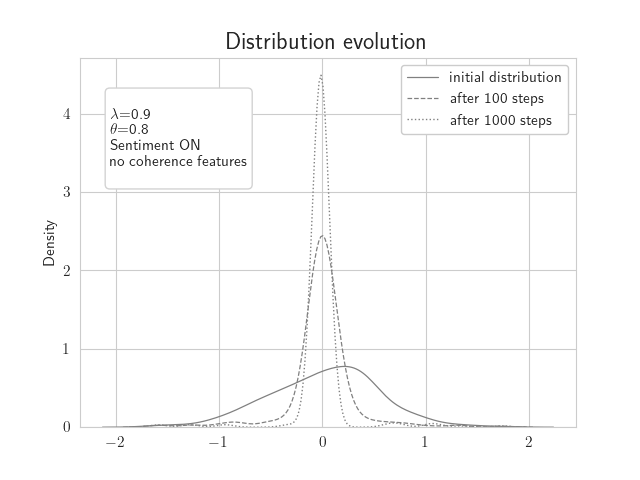 Distribution evolution
λ=0.9
θ=0.8
Sentiment ON
no coherence features
initial distribution
after 100 steps
after 1000 steps
Density
4
3
2
1
0
−2 −1 0 1 2